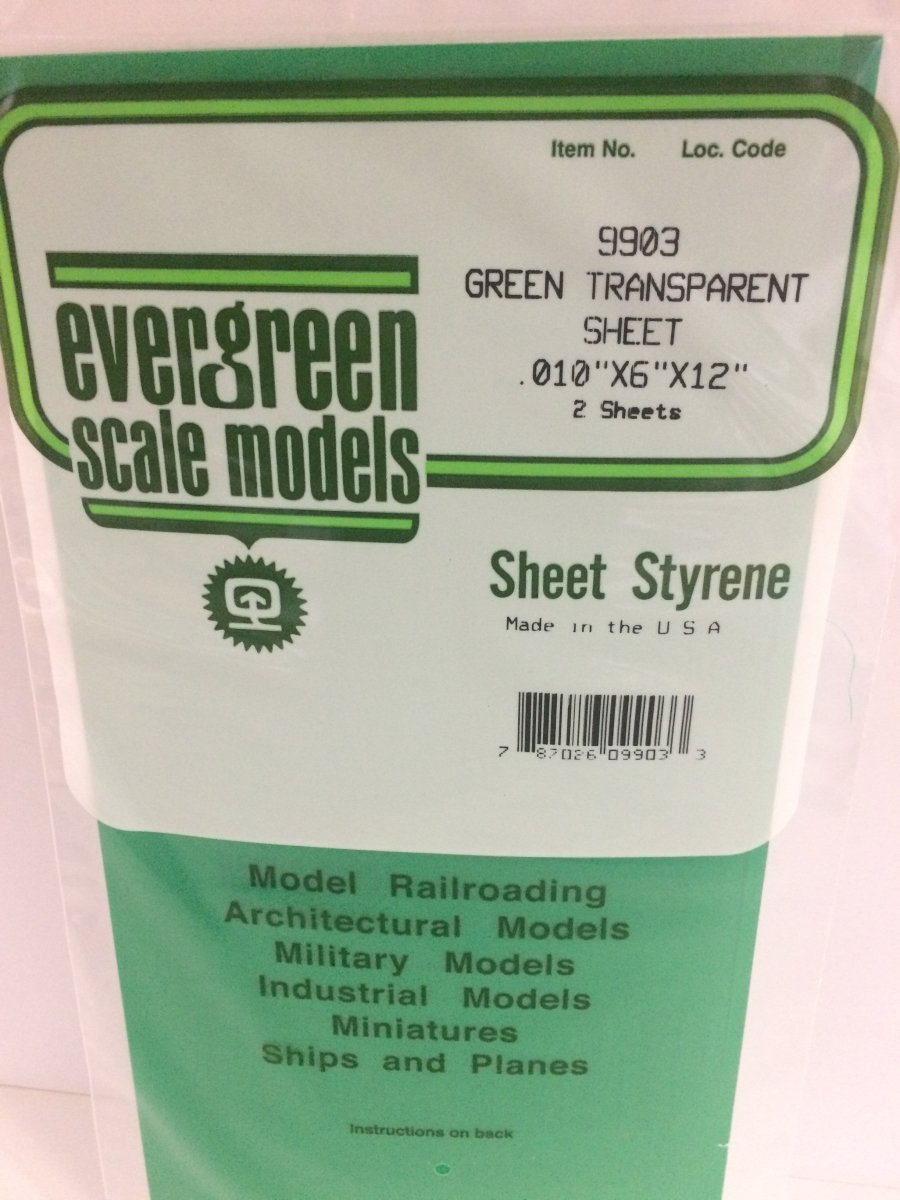 Item No. Loc. Code
9903
GREEN TRANSPARENT
SHEET
.010"X6"X12"
2 Sheets
evergreen
scale models
Sheet Styrene
Made in the U S A
7 87026 09903 3
Model Railroading
Architectural Models
Military Models
Industrial Models
Miniatures
Ships and Planes
Instructions on back